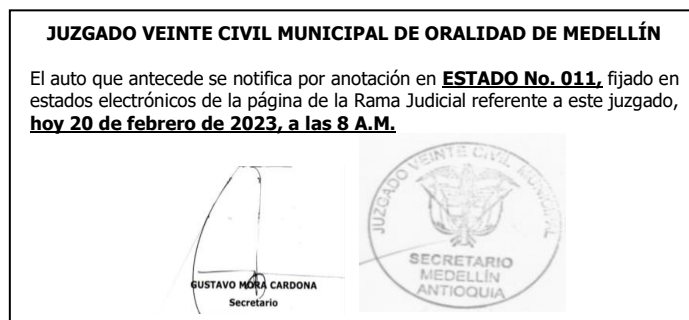 JUZGADO VEINTE CIVIL MUNICIPAL DE ORALIDAD DE MEDELLÍN
El auto que antecede se notifica por anotación en ESTADO No. 011, fijado en
estados electrónicos de la página de la Rama Judicial referente a este juzgado,
hoy 20 de febrero de 2023, a las 8 A.M.
GUSTAVO MORA CARDONA
Secretario
JUZGADO VEINTE CIVIL MUNICIPAL
SECRETARIO
MEDELLÍN
ANTIOQUIA